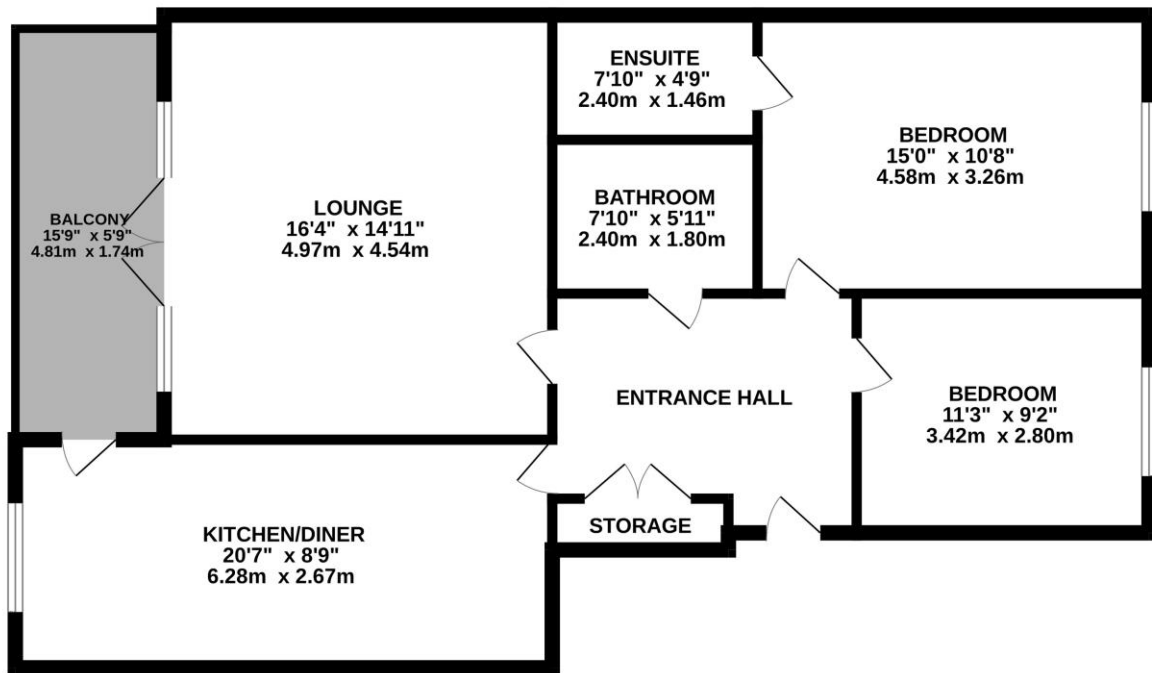 ENSUITE
7'10" x 4'9"
2.40m x 1.46m
BEDROOM
15'0" x 10'8"
4.58m x 3.26m
BATHROOM
7'10" x 5'11"
2.40m x 1.80m
LOUNGE
16'4" x 14'11"
4.97m x 4.54m
BALCONY
15'9" x 5'9"
4.81m x 1.74m
ENTRANCE HALL
BEDROOM
11'3" x 9'2"
3.42m x 2.80m
STORAGE
KITCHEN/DINER
20'7" x 8'9"
6.28m x 2.67m